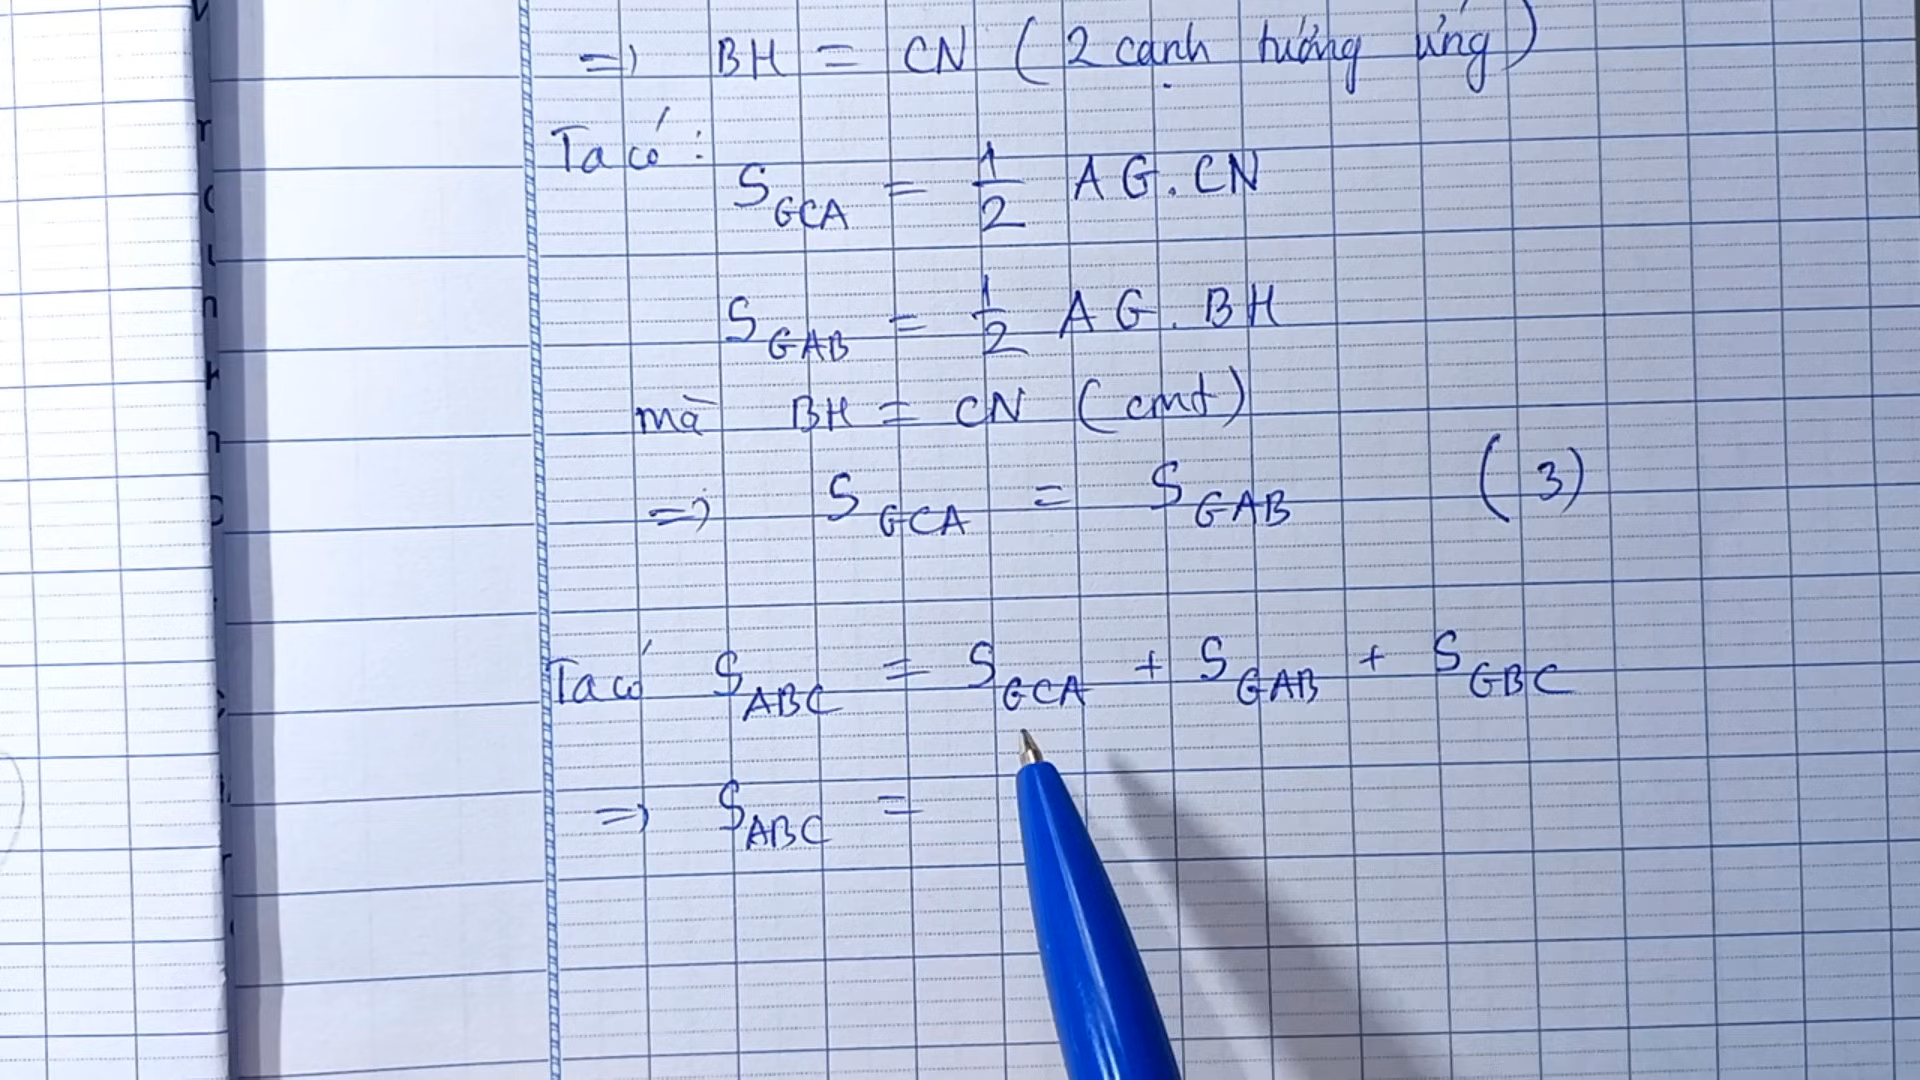 => BH = CN ( 2 cạnh tương ứng )
Ta có :
S_GCA = 1/2 AG . CN
S_GAB = 1/2 AG . BH
mà BH = CN ( cmt )
=> S_GCA = S_GAB ( 3 )
Ta có S_ABC = S_GCA + S_GAB + S_GBC
=> S_ABC =